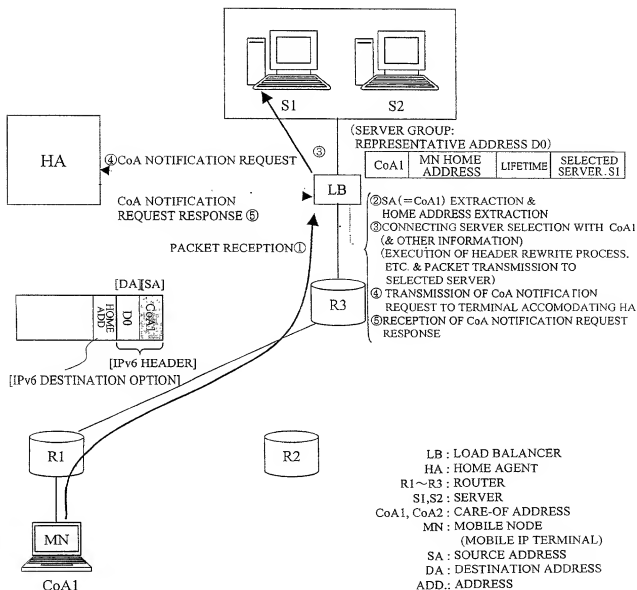 S1
S2
(SERVER GROUP:
REPRESENTATIVE ADDRESS D0)
HA
④CoA NOTIFICATION REQUEST
③
CoA1
MN HOME
ADDRESS
LIFETIME
SELECTED
SERVER. S1
LB
CoA NOTIFICATION
REQUEST RESPONSE ⑤
PACKET RECEPTION①
②SA(=CoA1) EXTRACTION &
HOME ADDRESS EXTRACTION
③CONNECTING SERVER SELECTION WITH CoA1
(& OTHER INFORMATION)
(EXECUTION OF HEADER REWRITE PROCESS.
ETC. & PACKET TRANSMISSION TO
SELECTED SERVER)
④ TRANSMISSION OF CoA NOTIFICATION
REQUEST TO TERMINAL ACCOMODATING HA
⑤RECEPTION OF CoA NOTIFICATION REQUEST
RESPONSE
R3
[DA][SA]
HOME
ADD
D0
CoA1
[IPv6 HEADER]
[IPv6 DESTINATION OPTION]
R1
R2
MN
CoA1
LB : LOAD BALANCER
HA : HOME AGENT
R1~R3 : ROUTER
S1,S2 : SERVER
CoA1, CoA2 : CARE-OF ADDRESS
MN : MOBILE NODE
(MOBILE IP TERMINAL)
SA : SOURCE ADDRESS
DA : DESTINATION ADDRESS
ADD.: ADDRESS